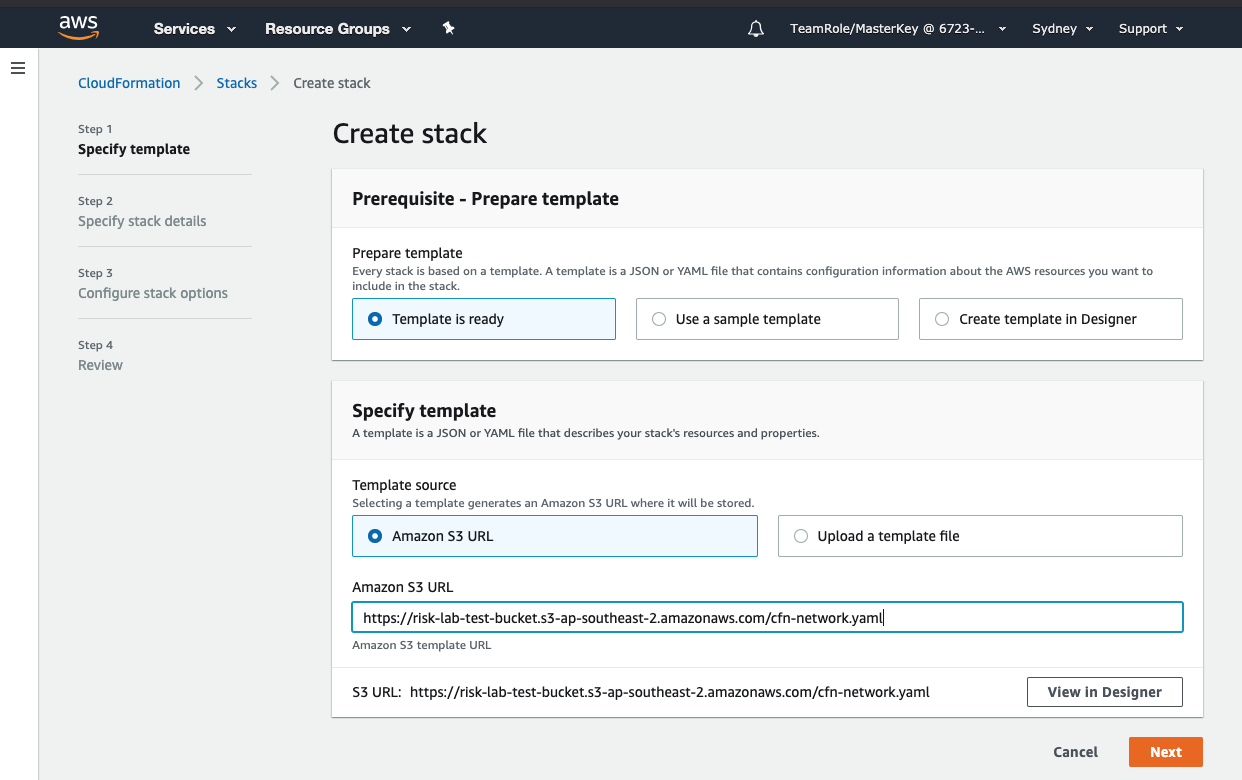 aws
Services
Resource Groups
TeamRole/MasterKey @ 6723-...
Sydney
Support
CloudFormation
Stacks
Create stack
Step 1
Specify template
Step 2
Specify stack details
Step 3
Configure stack options
Step 4
Review
Create stack
Prerequisite - Prepare template
Prepare template
Every stack is based on a template. A template is a JSON or YAML file that contains configuration information about the AWS resources you want to
include in the stack.
Template is ready
Use a sample template
Create template in Designer
Specify template
A template is a JSON or YAML file that describes your stack's resources and properties.
Template source
Selecting a template generates an Amazon S3 URL where it will be stored.
Amazon S3 URL
Upload a template file
Amazon S3 URL
https://risk-lab-test-bucket.s3-ap-southeast-2.amazonaws.com/cfn-network.yaml
Amazon S3 template URL
S3 URL: https://risk-lab-test-bucket.s3-ap-southeast-2.amazonaws.com/cfn-network.yaml
View in Designer
Cancel
Next